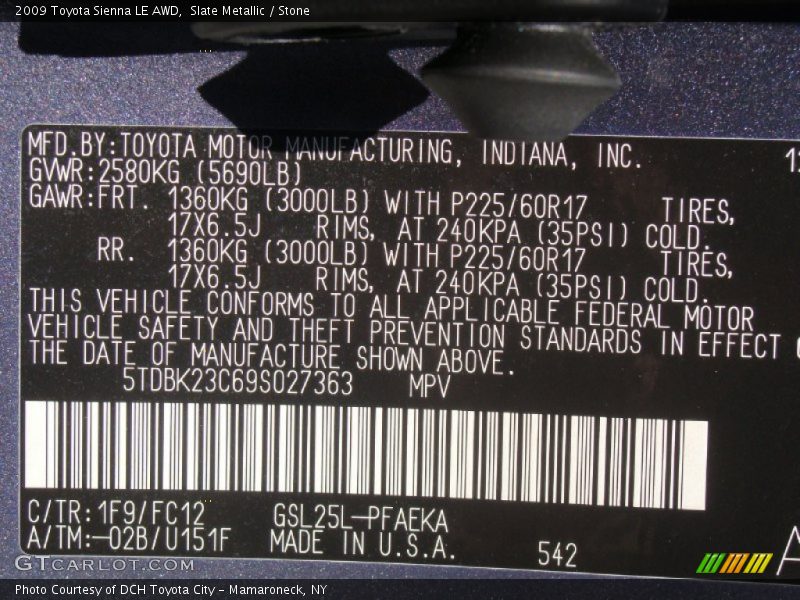 2009 Toyota Sienna LE AWD, Slate Metallic / Stone
MFD.BY:TOYOTA MOTOR MANUFACTURING, INDIANA, INC.
GVWR:2580KG (5690LB)
GAWR:FRT. 1360KG (3000LB) WITH P225/60R17 TIRES,
17X6.5J RIMS, AT 240KPA (35PSI) COLD.
RR. 1360KG (3000LB) WITH P225/60R17 TIRES,
17X6.5J RIMS, AT 240KPA (35PSI) COLD.
THIS VEHICLE CONFORMS TO ALL APPLICABLE FEDERAL MOTOR
VEHICLE SAFETY AND THEFT PREVENTION STANDARDS IN EFFECT
THE DATE OF MANUFACTURE SHOWN ABOVE.
5TDBK23C69S027363 MPV
C/TR:1F9/FC12 GSL25L-PFAEKA
A/TM:-02B/U151F MADE IN U.S.A. 542
GTCarlot.com
Photo Courtesy of DCH Toyota City - Mamaroneck, NY